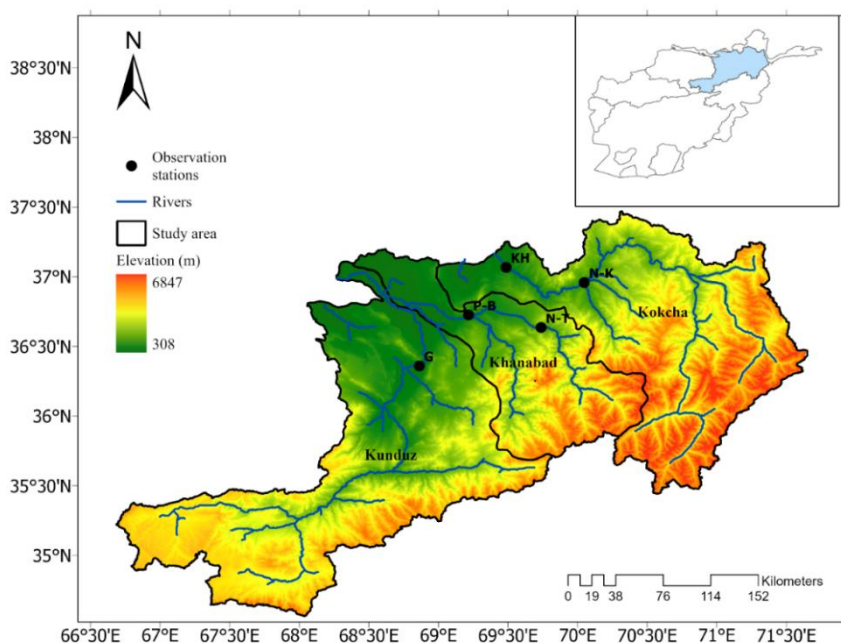 N
Observation
stations
Rivers
Study area
Elevation (m)
6847
308
38°30'N
38°N
37°30'N
37°N
36°30'N
36°N
35°30'N
35°N
KH
N-K
P-B
N-T
G
Kokcha
Khanabad
Kunduz
Kilometers
0 19 38 76 114 152
66°30'E 67°E 67°30'E 68°E 68°30'E 69°E 69°30'E 70°E 70°30'E 71°E 71°30'E